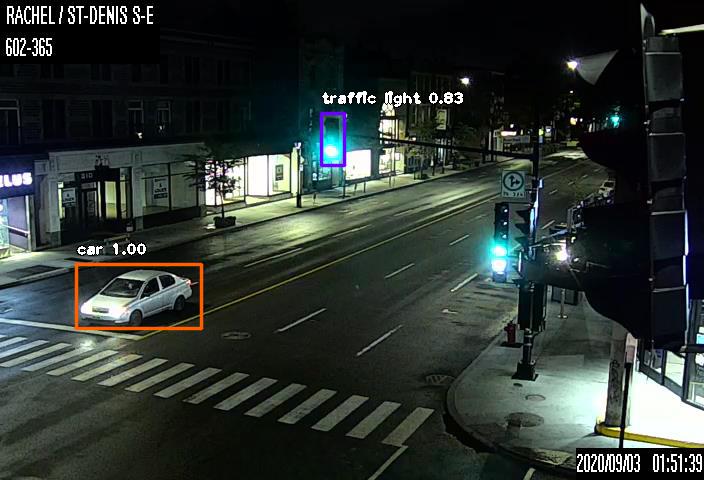 RACHEL / ST-DENIS S-E
602-365
traffic light 0.83
car 1.00
2020/09/03 01:51:39